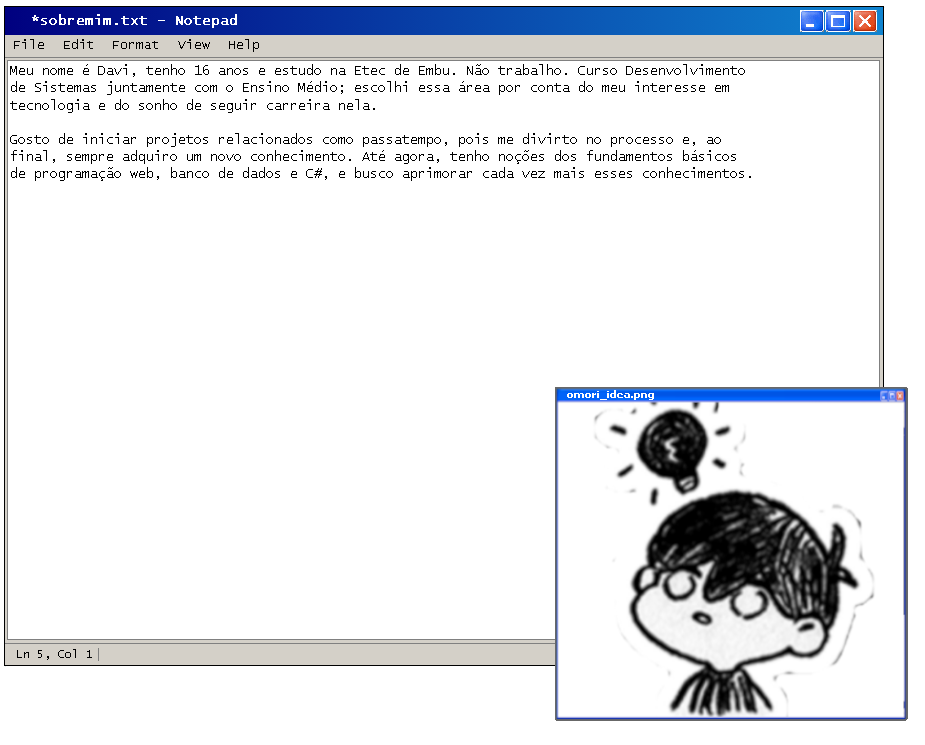 *sobremim.txt - Notepad
File Edit Format View Help
Meu nome é Davi, tenho 16 anos e estudo na Etec de Embu. Não trabalho. Curso Desenvolvimento
de Sistemas juntamente com o Ensino Médio; escolhi essa área por conta do meu interesse em
tecnologia e do sonho de seguir carreira nela.
Gosto de iniciar projetos relacionados como passatempo, pois me divirto no processo e, ao
final, sempre adquiro um novo conhecimento. Até agora, tenho noções dos fundamentos básicos
de programação web, banco de dados e C#, e busco aprimorar cada vez mais esses conhecimentos.
omori_idea.png
Ln 5, Col 1